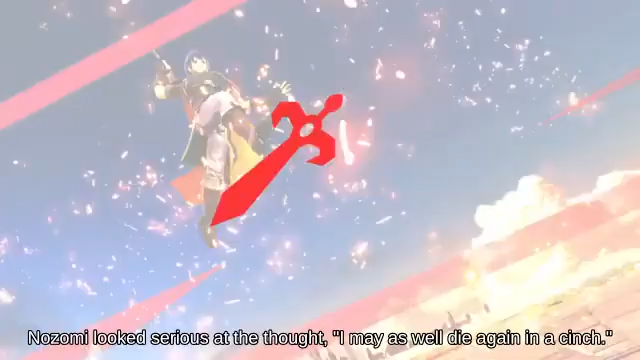 Nozomi looked serious at the thought, "I may as well die again in a cinch."